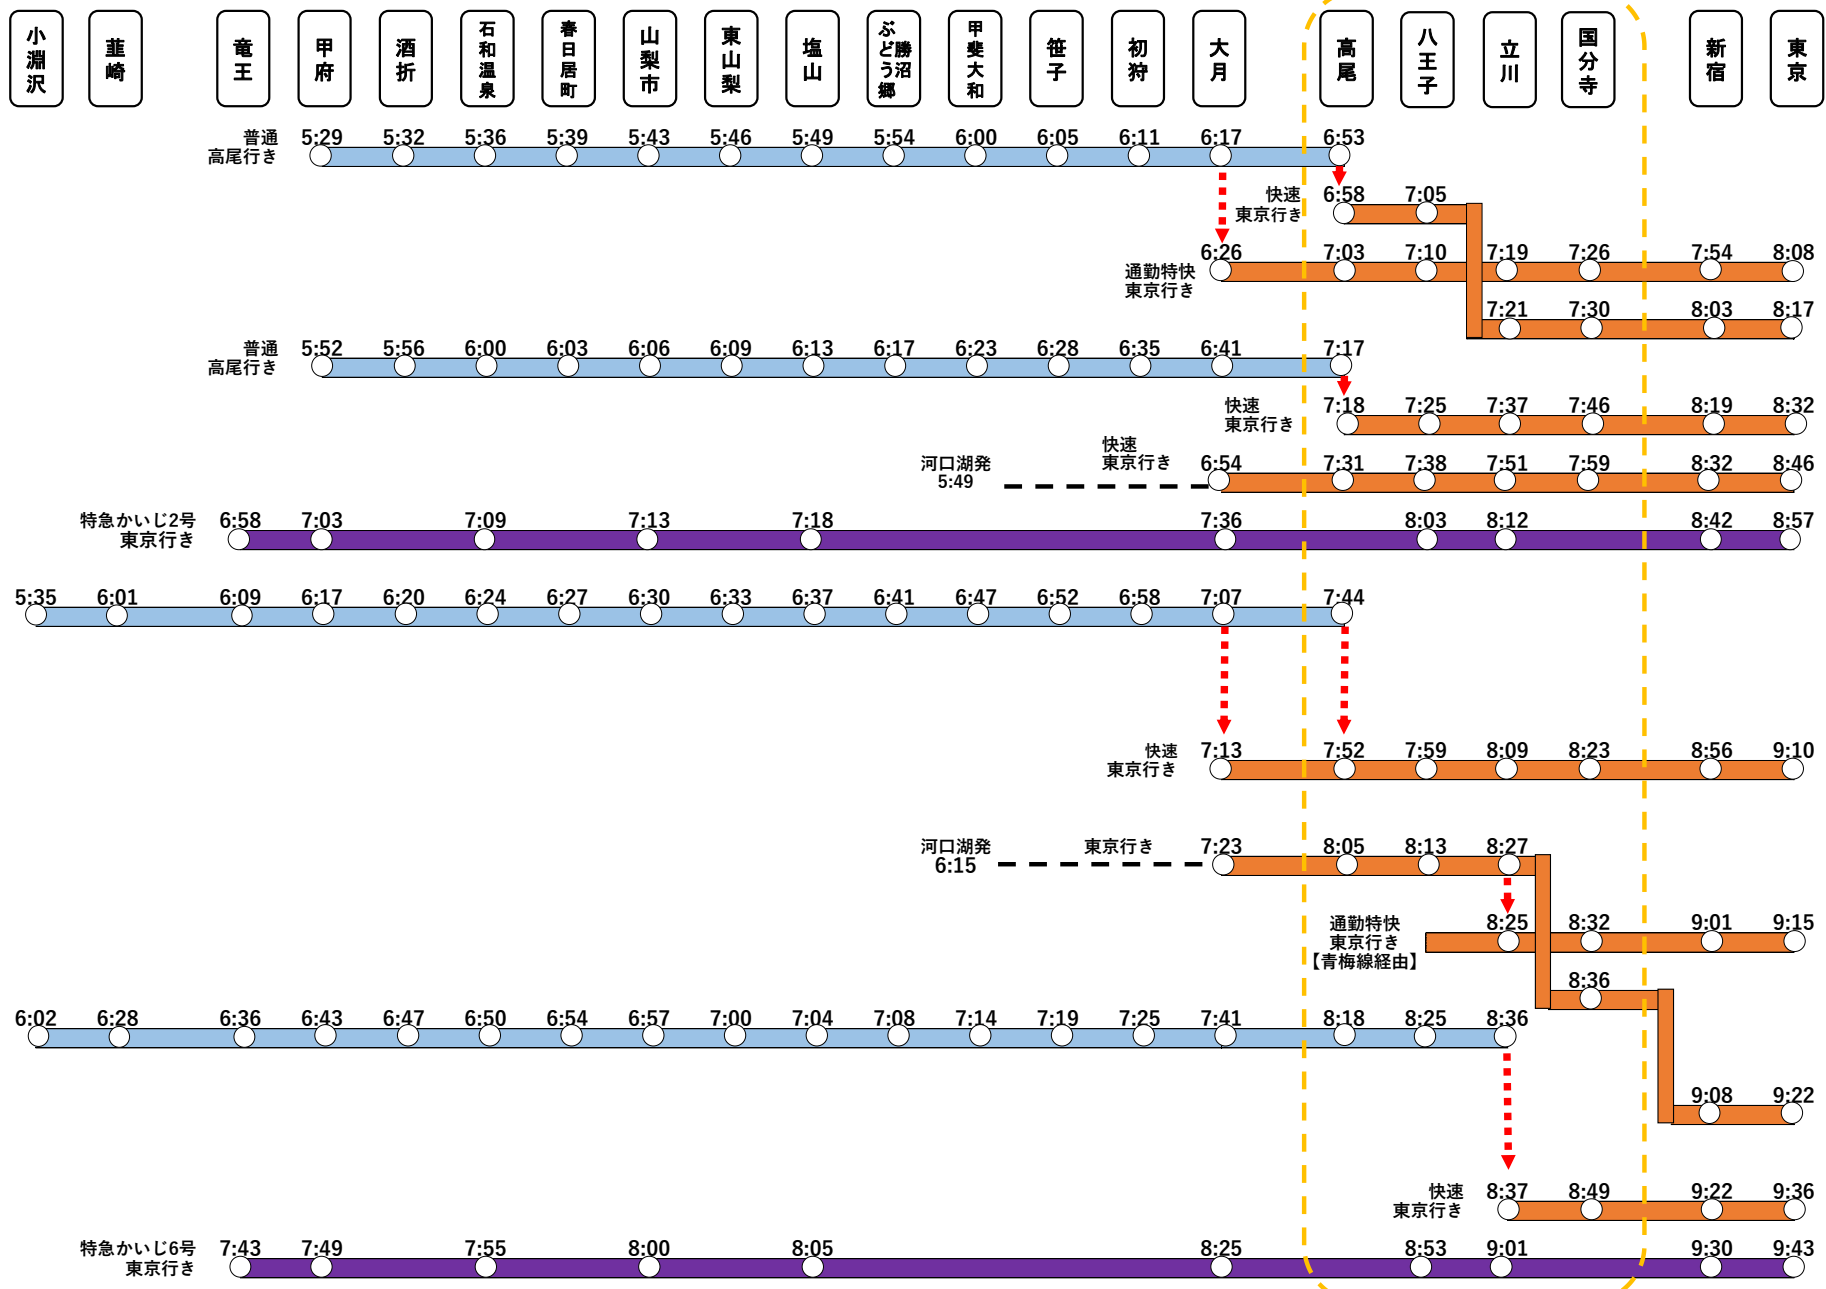 小淵沢 韮崎 竜王 甲府 酒折 石和温泉 春日居町 山梨市 東山梨 塩山 勝沼ぶどう郷 甲斐大和 笹子 初狩 大月 高尾 八王子 立川 国分寺 新宿 東京
普通
高尾行き
5:29 5:32 5:36 5:39 5:43 5:46 5:49 5:54 6:00 6:05 6:11 6:17 6:53
快速
東京行き
6:58 7:05
通勤特快
東京行き
6:26 7:03 7:10 7:19 7:26 7:54 8:08
7:21 7:30 8:03 8:17
普通
高尾行き
5:52 5:56 6:00 6:03 6:06 6:09 6:13 6:17 6:23 6:28 6:35 6:41 7:17
快速
東京行き
7:18 7:25 7:37 7:46 8:19 8:32
河口湖発
5:49
快速
東京行き
6:54 7:31 7:38 7:51 7:59 8:32 8:46
特急かいじ2号
東京行き
6:58 7:03 7:09 7:13 7:18 7:36 8:03 8:12 8:42 8:57
5:35 6:01 6:09 6:17 6:20 6:24 6:27 6:30 6:33 6:37 6:41 6:47 6:52 6:58 7:07 7:44
快速
東京行き
7:13 7:52 7:59 8:09 8:23 8:56 9:10
河口湖発
6:15
東京行き
7:23 8:05 8:13 8:27
通勤特快
東京行き
【青梅線経由】
8:25 8:32 9:01 9:15
8:36
6:02 6:28 6:36 6:43 6:47 6:50 6:54 6:57 7:00 7:04 7:08 7:14 7:19 7:25 7:41 8:18 8:25 8:36
9:08 9:22
快速
東京行き
8:37 8:49 9:22 9:36
特急かいじ6号
東京行き
7:43 7:49 7:55 8:00 8:05 8:25 8:53 9:01 9:30 9:43